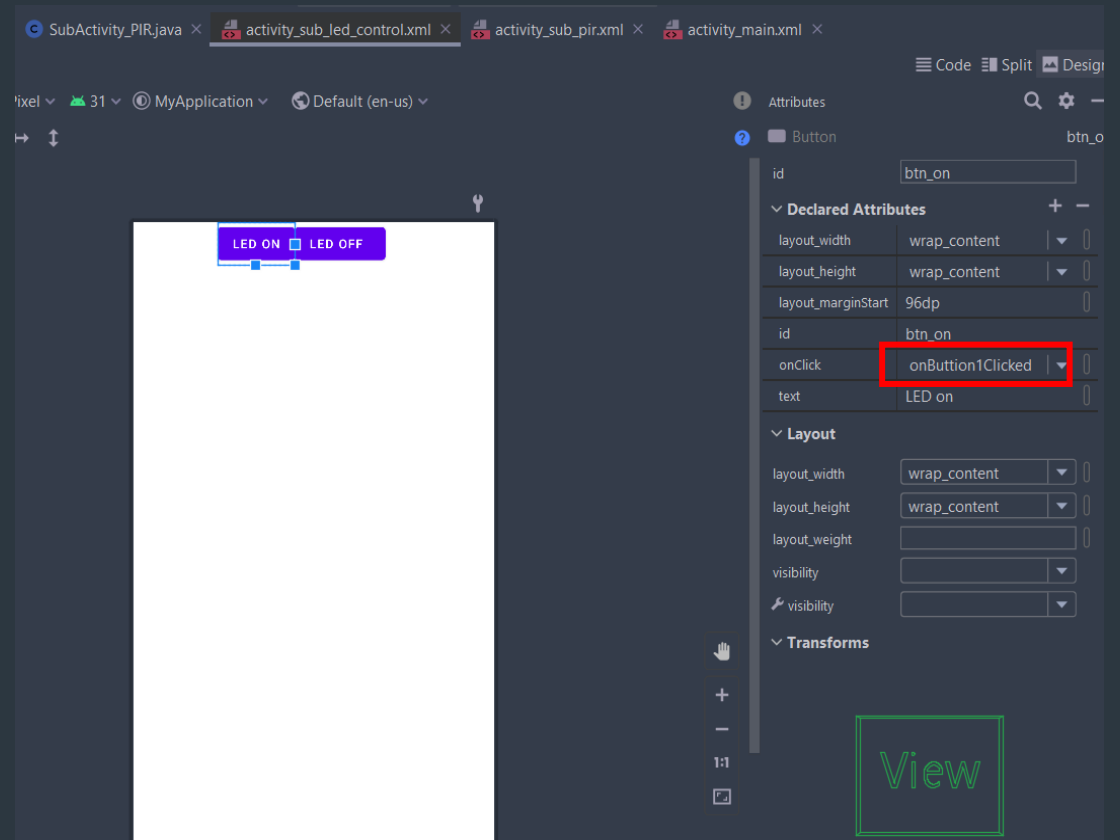 SubActivity_PIR.java
activity_sub_led_control.xml
activity_sub_pir.xml
activity_main.xml
Code
Split
Design
Pixel
31
MyApplication
Default (en-us)
Attributes
Button
btn_o
id
btn_on
Declared Attributes
layout_width
wrap_content
layout_height
wrap_content
layout_marginStart
96dp
id
btn_on
onClick
onButtion1Clicked
text
LED on
LED ON
LED OFF
Layout
layout_width
wrap_content
layout_height
wrap_content
layout_weight
visibility
visibility
Transforms
1:1
View